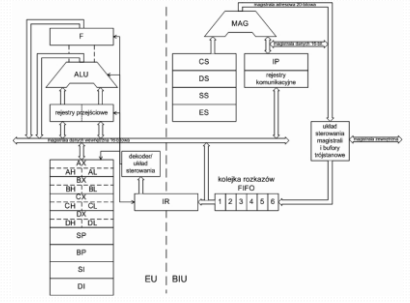 magistrala adresowa 20-bitowa
MAG
F
magistrala danych 16-bit
ALU
CS
DS
SS
ES
IP
rejestry
komunikacyjne
rejestry przejściowe
układ
sterowania
magistrali
i bufory
trójstanowe
magistrala zewnętrzna
magistrala danych wewnętrzna 16-bitowa
dekoder/
układ
sterowania
AX
AH AL
BX
BH BL
CX
CH CL
DX
DH DL
SP
BP
SI
DI
kolejka rozkazów
FIFO
IR
1 2 3 4 5 6
EU BIU